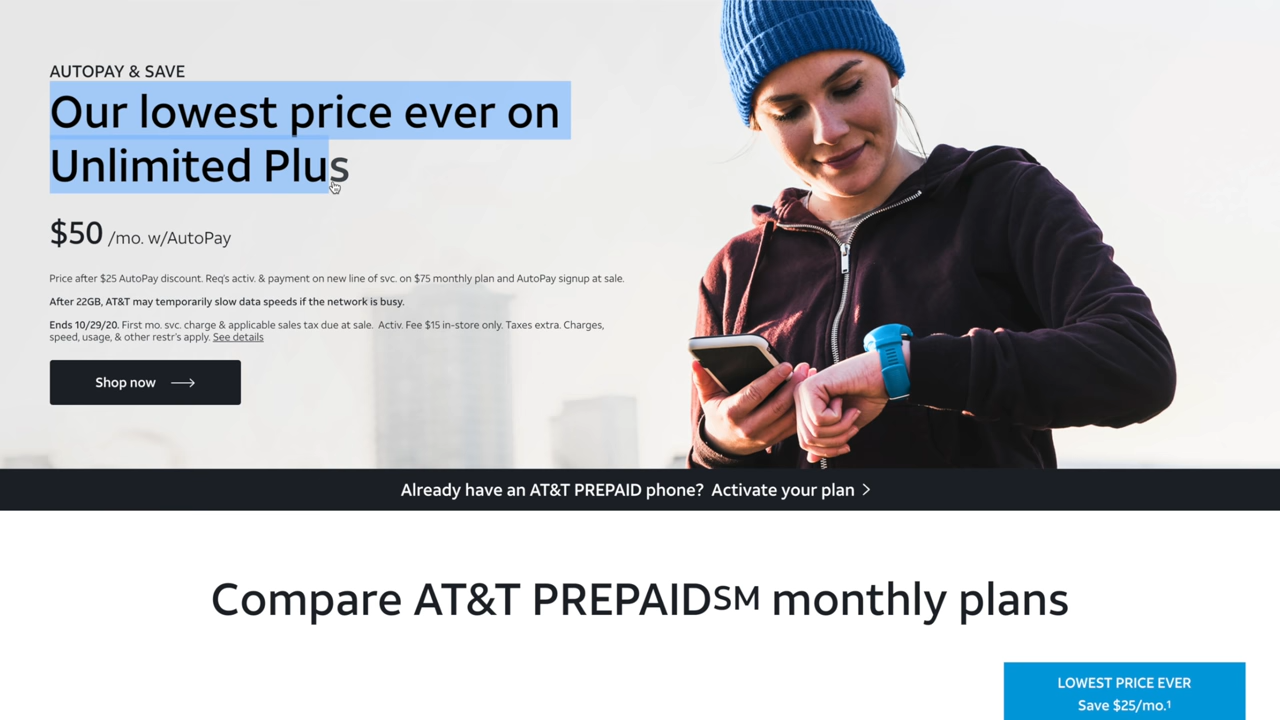 AUTOPAY & SAVE
Our lowest price ever on
Unlimited Plus
$50 /mo. w/AutoPay
Price after $25 AutoPay discount. Req's activ. & payment on new line of svc. on $75 monthly plan and AutoPay signup at sale.
After 22GB, AT&T may temporarily slow data speeds if the network is busy.
Ends 10/29/20. First mo. svc. charge & applicable sales tax due at sale. Activ. Fee $15 in-store only. Taxes extra. Charges,
speed, usage, & other restr's apply. See details
Shop now
Already have an AT&T PREPAID phone? Activate your plan
Compare AT&T PREPAID℠ monthly plans
LOWEST PRICE EVER
Save $25/mo.¹